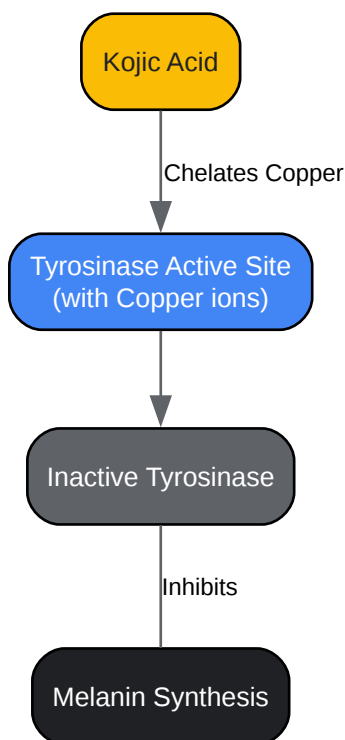 Kojic Acid
Chelates Copper
Tyrosinase Active Site
(with Copper ions)
Inactive Tyrosinase
Inhibits
Melanin Synthesis